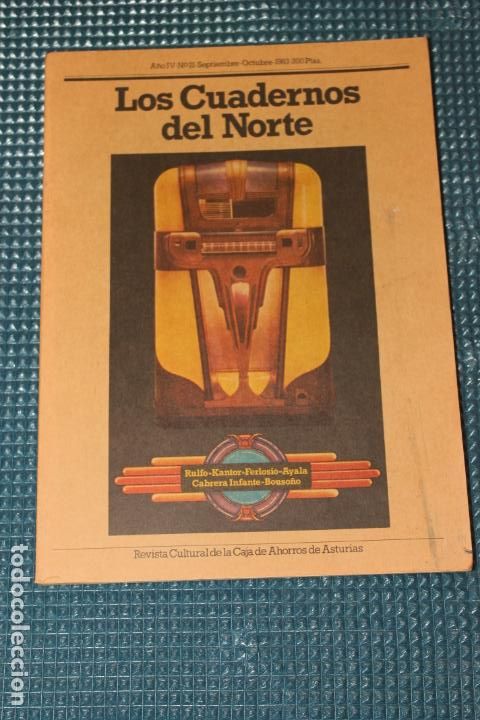 Año IV-Nº 21-Septiembre-Octubre-1983-300 Ptas.
Los Cuadernos
del Norte
Rulfo-Kantor-Ferlosio-Ayala
Cabrera Infante-Bousoño
Revista Cultural de la Caja de Ahorros de Asturias
todocoleccion